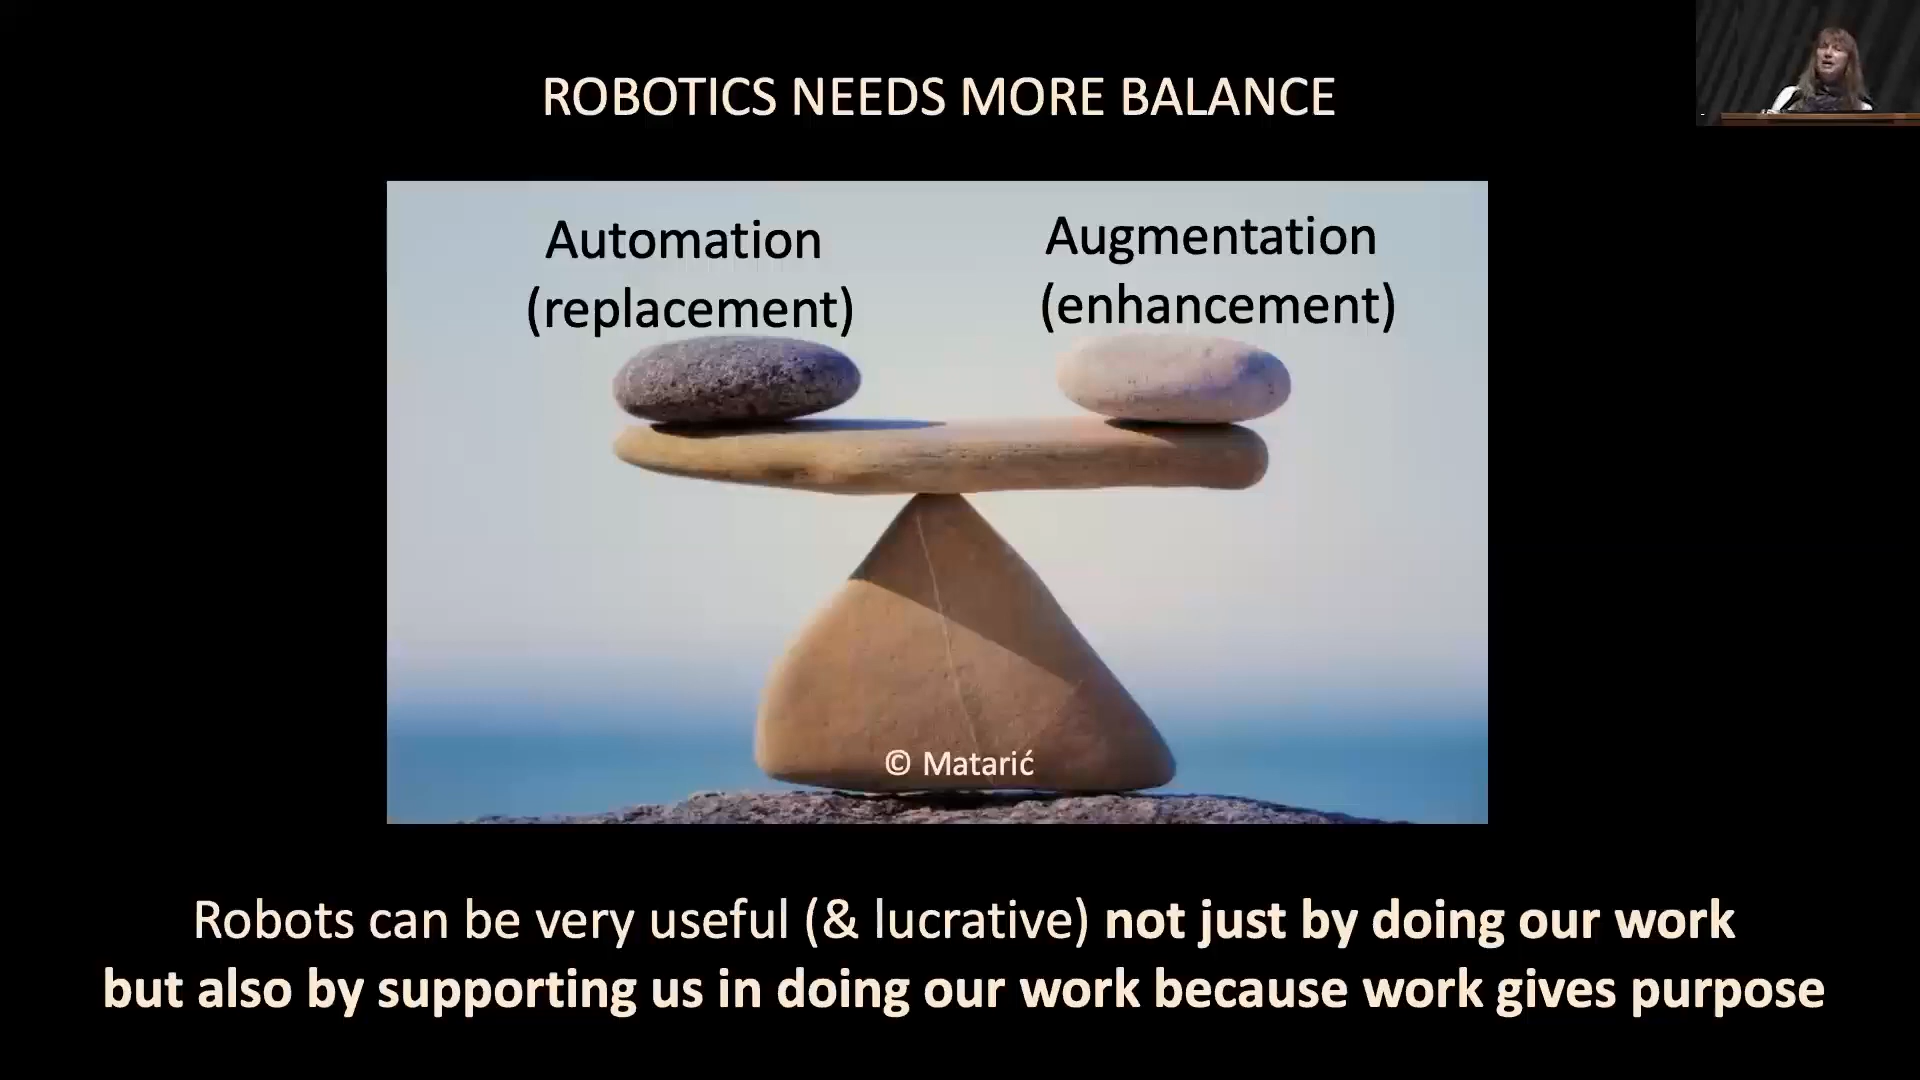 ROBOTICS NEEDS MORE BALANCE
Automation
(replacement)
Augmentation
(enhancement)
© Matarić
Robots can be very useful (& lucrative) not just by doing our work
but also by supporting us in doing our work because work gives purpose